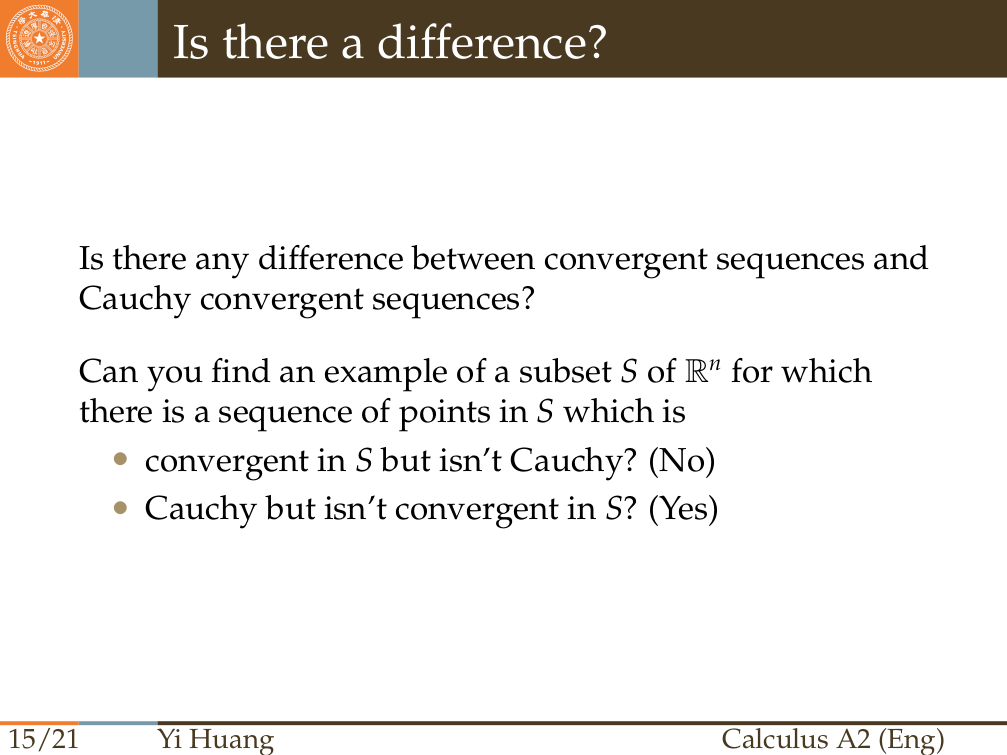 Is there a difference?
Is there any difference between convergent sequences and
Cauchy convergent sequences?
Can you find an example of a subset S of ℝⁿ for which
there is a sequence of points in S which is
• convergent in S but isn’t Cauchy? (No)
• Cauchy but isn’t convergent in S? (Yes)
15/21 Yi Huang Calculus A2 (Eng)